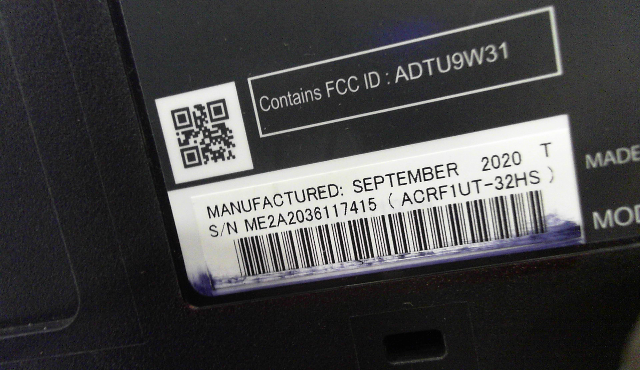 Contains FCC ID : ADTU9W31
MANUFACTURED: SEPTEMBER 2020 T
S/N ME2A2036117415 ( ACRF1UT-32HS )
MADE
MOD